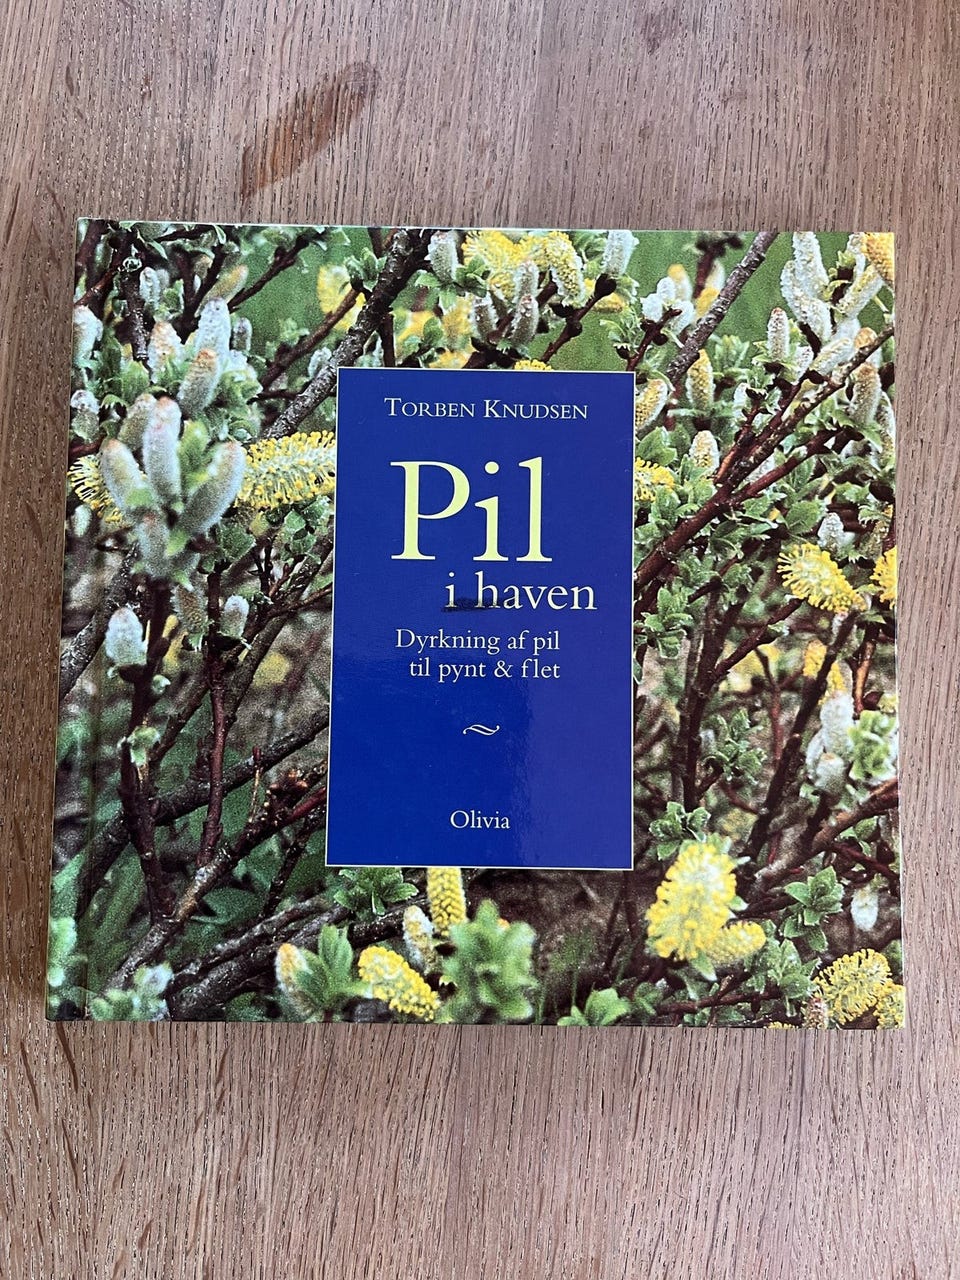 Torben Knudsen
Pil
i haven
Dyrkning af pil
til pynt & flet
Olivia